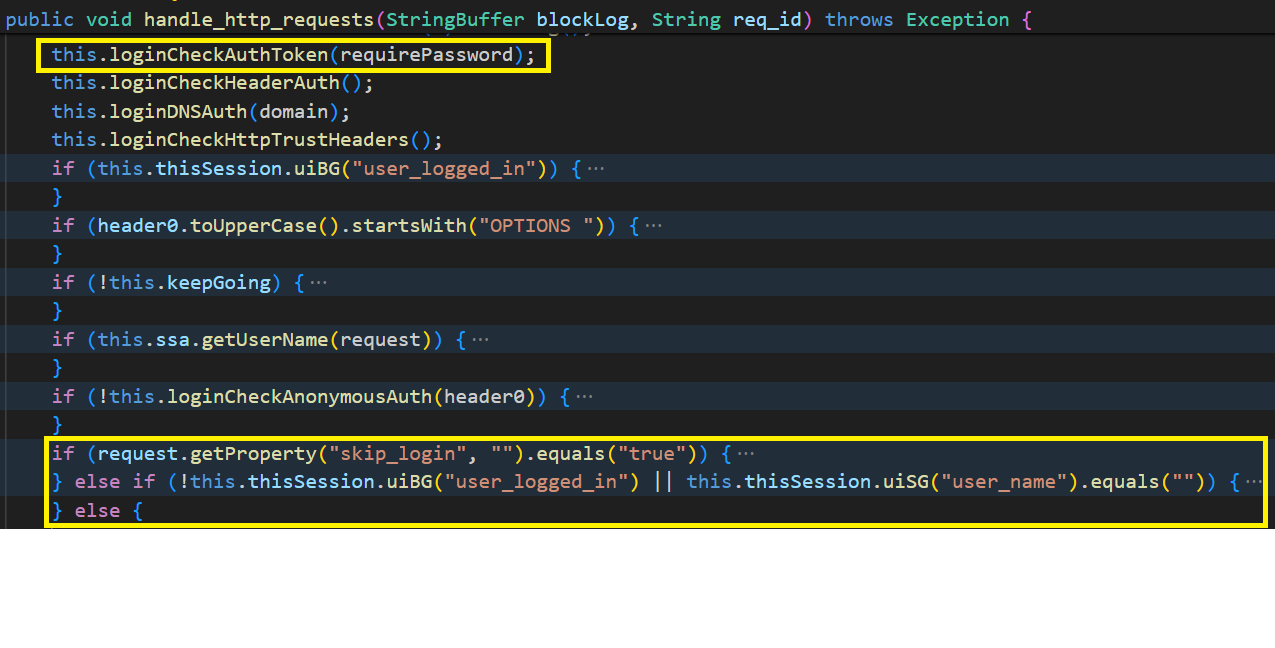 public void handle_http_requests(StringBuffer blockLog, String req_id) throws Exception {
this.loginCheckAuthToken(requirePassword);
this.loginCheckHeaderAuth();
this.loginDNSAuth(domain);
this.loginCheckHttpTrustHeaders();
if (this.thisSession.uiBG("user_logged_in")) { ···
}
if (header0.toUpperCase().startsWith("OPTIONS ")) { ···
}
if (!this.keepGoing) { ···
}
if (this.ssa.getUserName(request)) { ···
}
if (!this.loginCheckAnonymousAuth(header0)) { ···
}
if (request.getProperty("skip_login", "").equals("true")) { ···
} else if (!this.thisSession.uiBG("user_logged_in") || this.thisSession.uiSG("user_name").equals("")) { ···
} else {